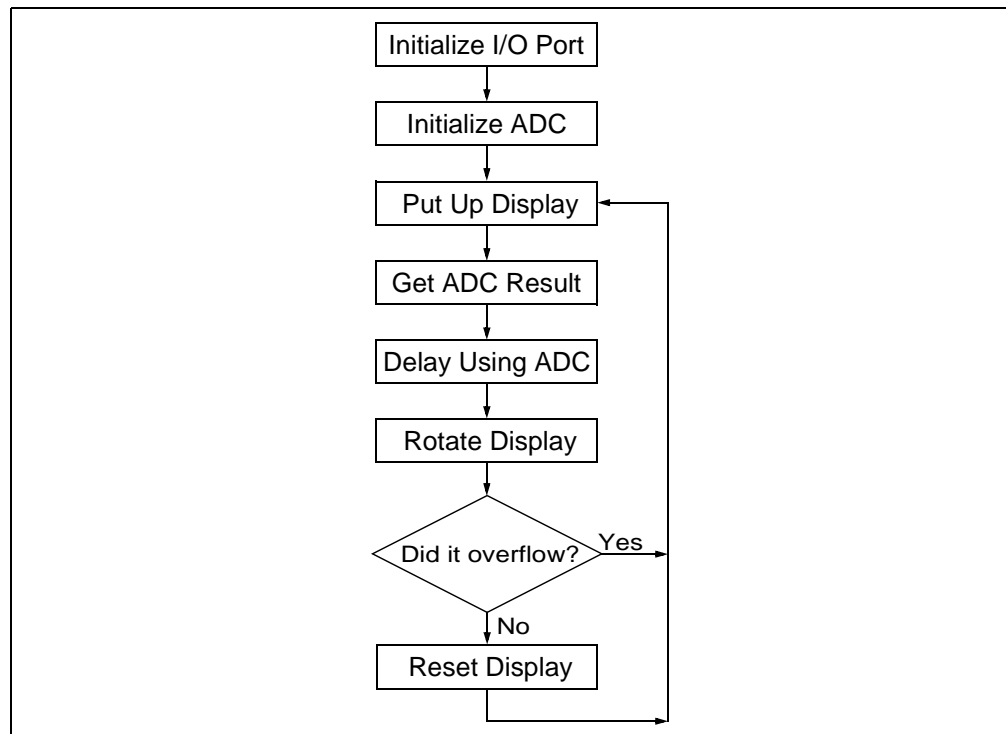 Initialize I/O Port
Initialize ADC
Put Up Display
Get ADC Result
Delay Using ADC
Rotate Display
Did it overflow?
Yes
No
Reset Display